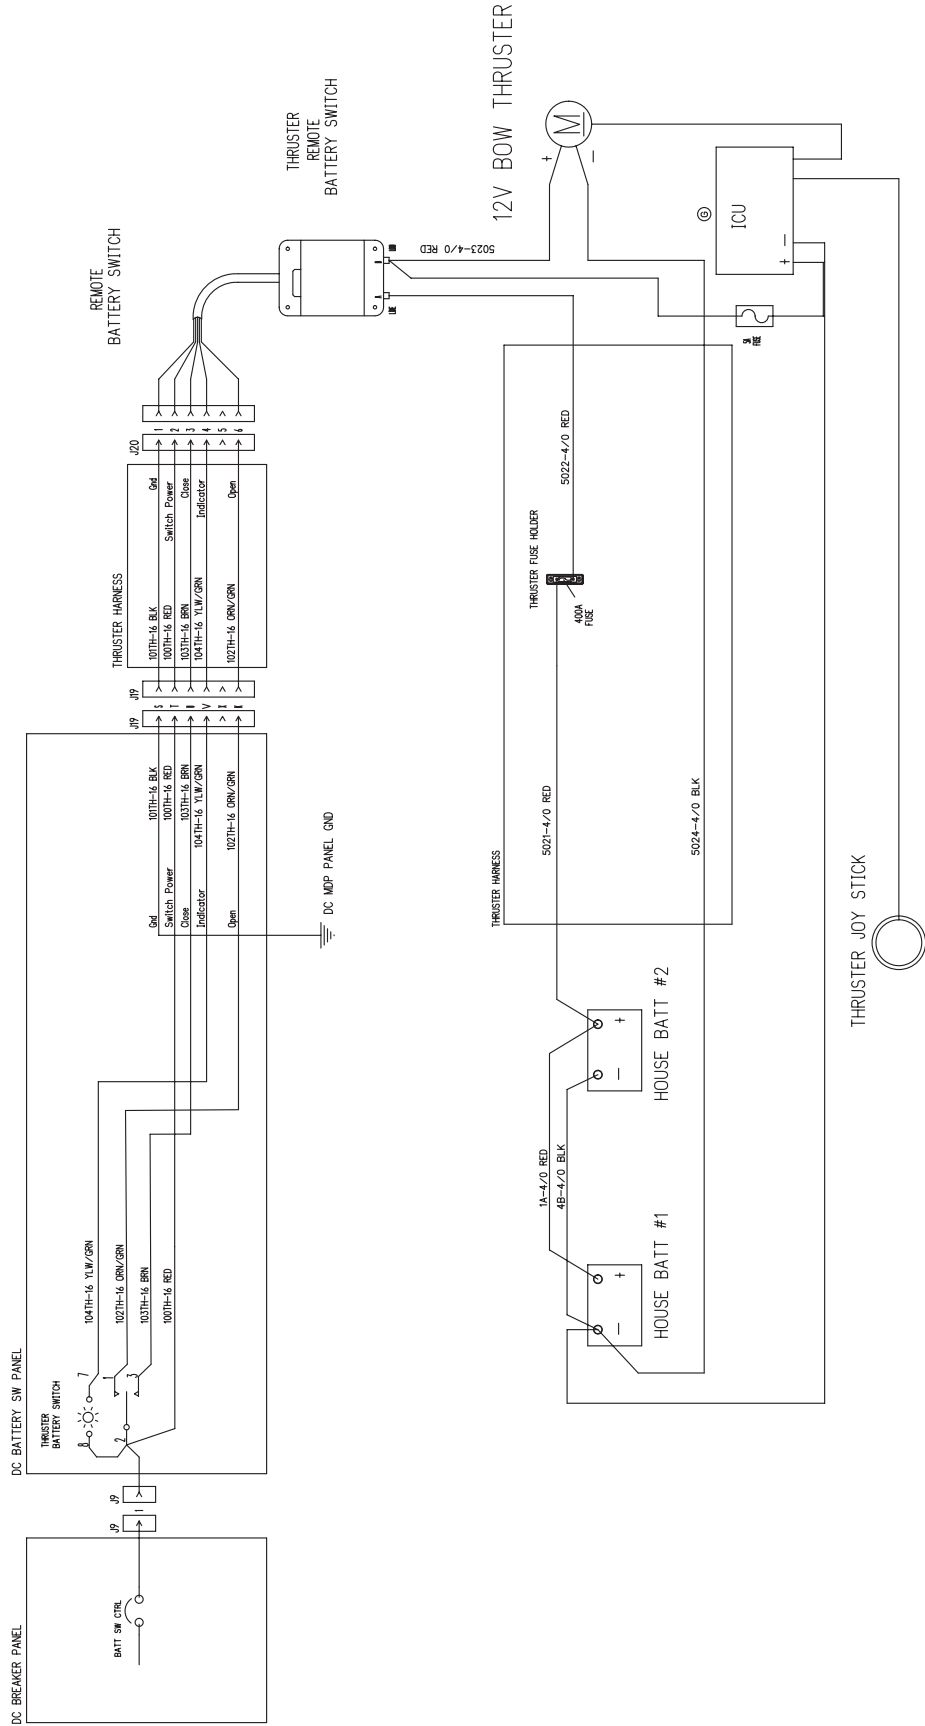 DC BREAKER PANEL
BATT SW CTRL
J9
1
J9
DC BATTERY SW PANEL
THRUSTER
BATTERY SWITCH
8
7
2
1
3
104TH-16 YLW/GRN
102TH-16 ORN/GRN
103TH-16 BRN
100TH-16 RED
Gnd
Switch Power
Close
Indicator
Open
101TH-16 BLK
100TH-16 RED
103TH-16 BRN
104TH-16 YLW/GRN
102TH-16 ORN/GRN
DC MDP PANEL GND
J19
S
T
V
J19
THRUSTER HARNESS
101TH-16 BLK
100TH-16 RED
103TH-16 BRN
104TH-16 YLW/GRN
102TH-16 ORN/GRN
Gnd
Switch Power
Close
Indicator
Open
J20
1
2
3
4
5
6
REMOTE
BATTERY SWITCH
THRUSTER
REMOTE
BATTERY SWITCH
LINE
A
5023-4/0 RED
12V BOW THRUSTER
+
−
M
G
ICU
+
−
5A
FUSE
THRUSTER HARNESS
5021-4/0 RED
THRUSTER FUSE HOLDER
400A
FUSE
5022-4/0 RED
5024-4/0 BLK
1A-4/0 RED
4B-4/0 BLK
−
+
HOUSE BATT #1
−
+
HOUSE BATT #2
THRUSTER JOY STICK